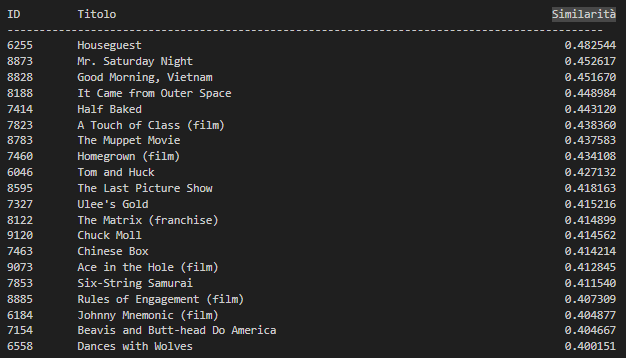 ID Titolo Similarità
--------------------------------------------------------------------------------------------
6255 Houseguest 0.482544
8873 Mr. Saturday Night 0.452617
8828 Good Morning, Vietnam 0.451670
8188 It Came from Outer Space 0.448984
7414 Half Baked 0.443120
7823 A Touch of Class (film) 0.438360
8783 The Muppet Movie 0.437583
7460 Homegrown (film) 0.434108
6046 Tom and Huck 0.427132
8595 The Last Picture Show 0.418163
7327 Ulee's Gold 0.415216
8122 The Matrix (franchise) 0.414899
9120 Chuck Moll 0.414562
7463 Chinese Box 0.414214
9073 Ace in the Hole (film) 0.412845
7853 Six-String Samurai 0.411540
8885 Rules of Engagement (film) 0.407309
6184 Johnny Mnemonic (film) 0.404877
7154 Beavis and Butt-head Do America 0.404667
6558 Dances with Wolves 0.400151